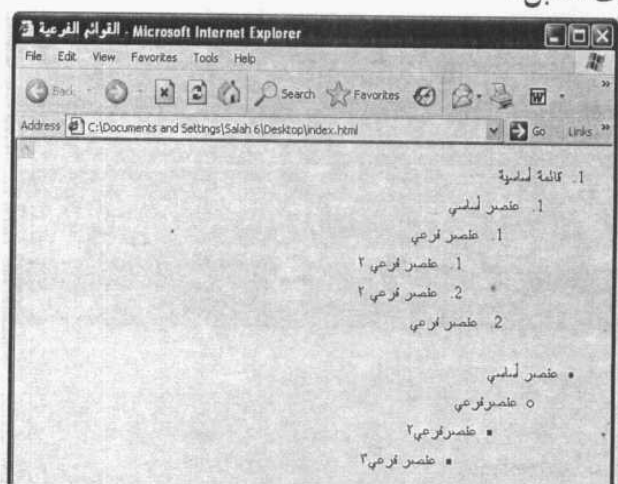 القوائم الفرعية - Microsoft Internet Explorer
File Edit View Favorites Tools Help
Back Search Favorites
Address C:\Documents and Settings\Salah 6\Desktop\index.html Go Links
1. قائمة أساسية
1. عنصر أساسي
1. عنصر فرعي
1. عنصر فرعي ٢
2. عنصر فرعي ٢
2. عنصر فرعي
• عنصر أساسي
○ عنصرفرعي
▪ عنصرفرعي٢
▪ عنصر فرعي٣